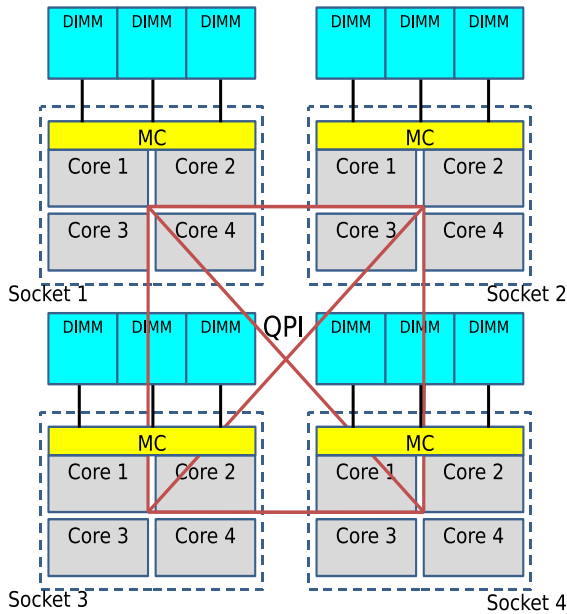 DIMM DIMM DIMM DIMM DIMM DIMM
MC MC
Core 1 Core 2 Core 1 Core 2
Core 3 Core 4 Core 3 Core 4
Socket 1 Socket 2
DIMM DIMM DIMM QPI DIMM DIMM DIMM
MC MC
Core 1 Core 2 Core 1 Core 2
Core 3 Core 4 Core 3 Core 4
Socket 3 Socket 4